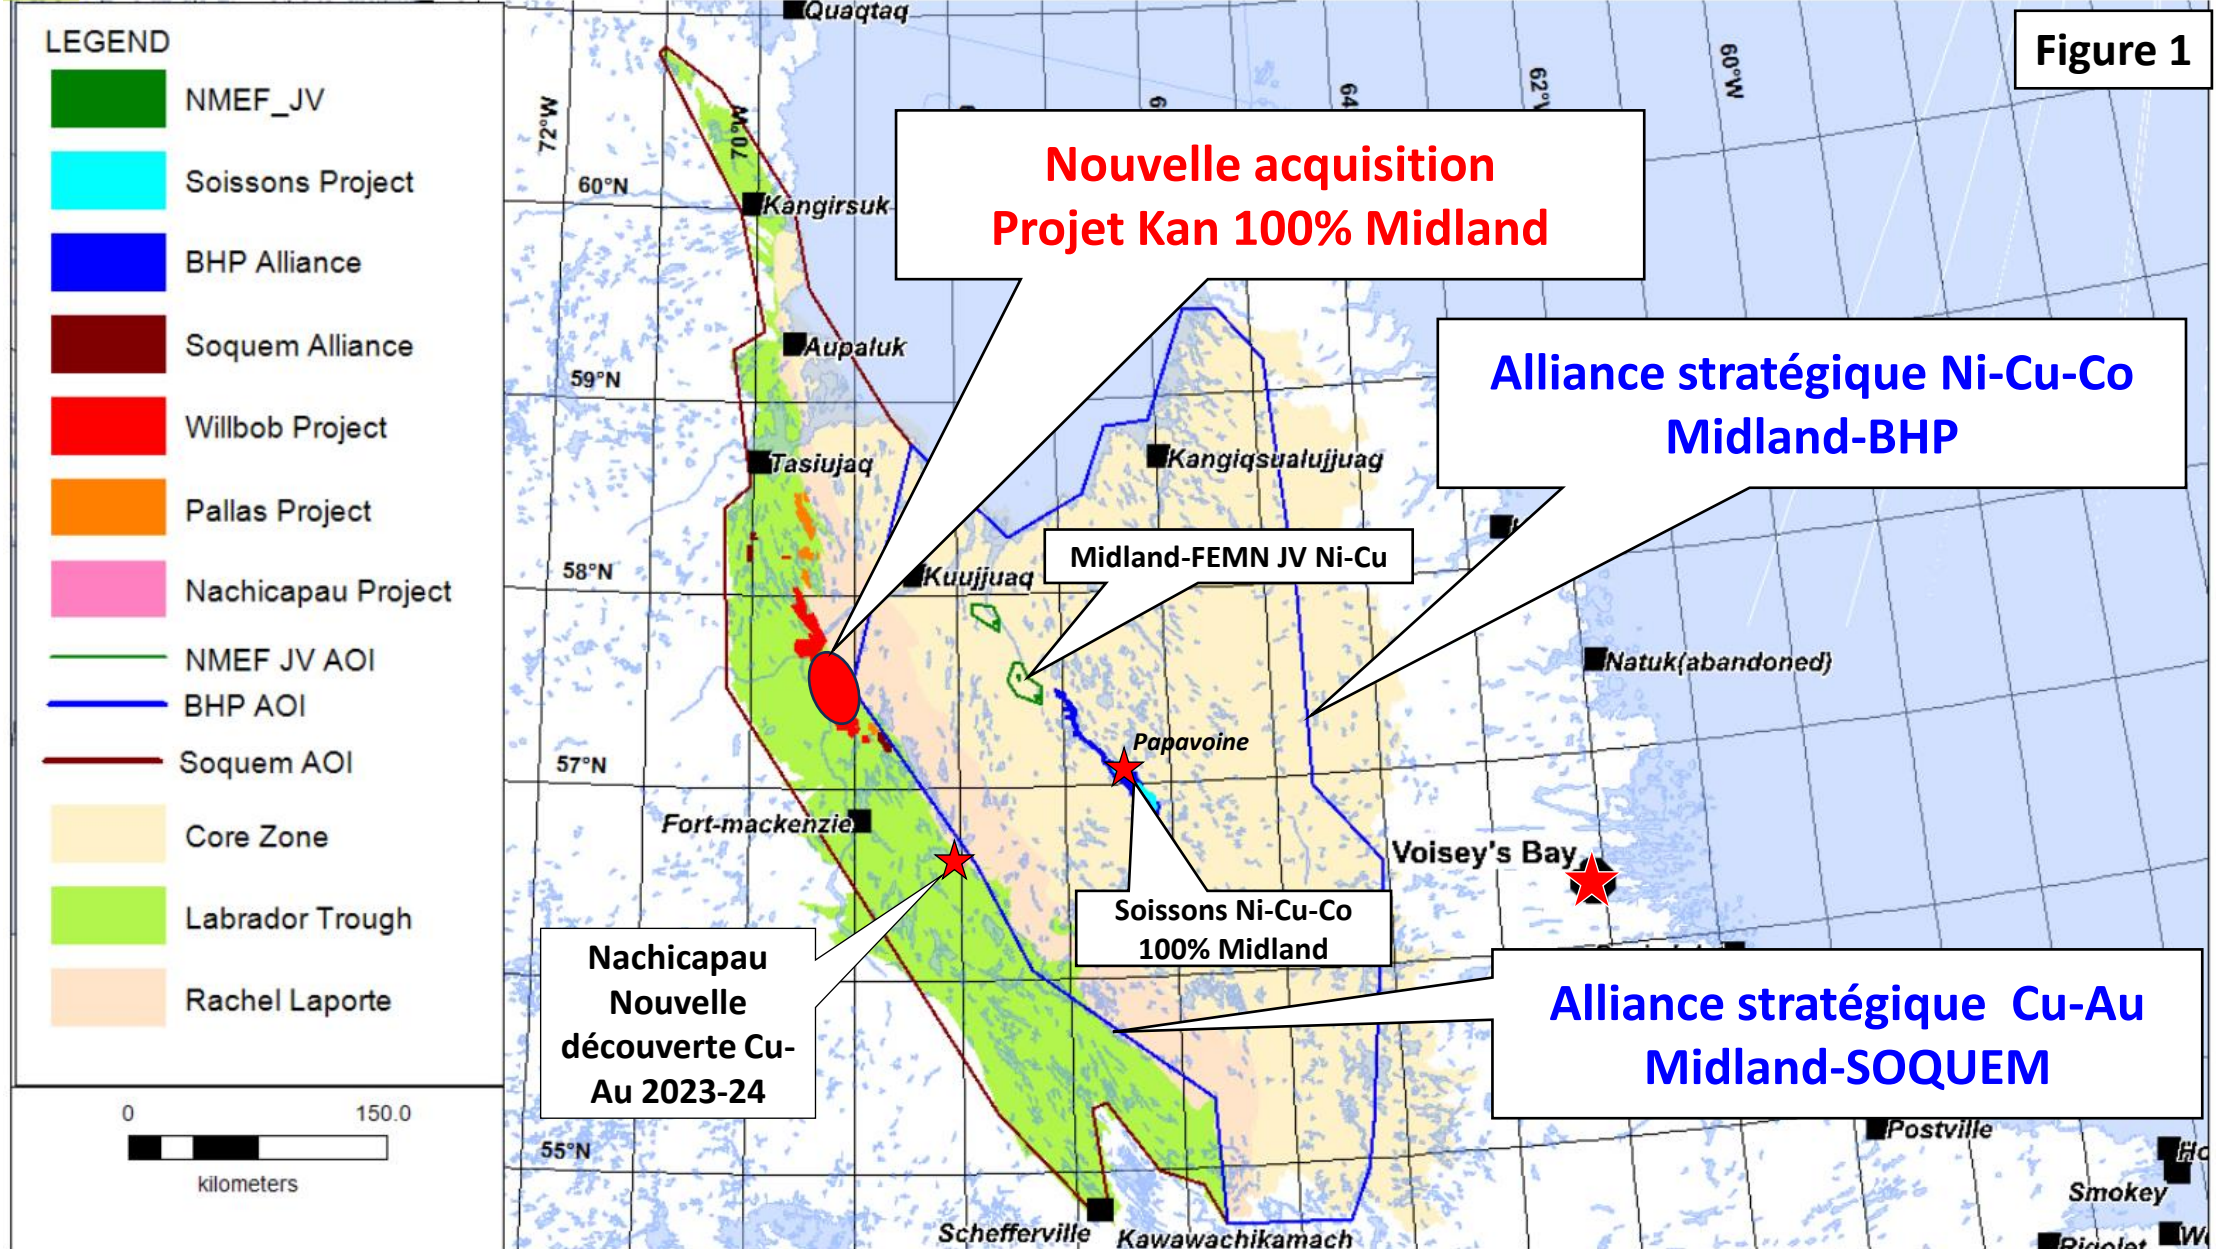 LEGEND
NMEF_JV
Soissons Project
BHP Alliance
Soquem Alliance
Willbob Project
Pallas Project
Nachicapau Project
NMEF JV AOI
BHP AOI
Soquem AOI
Core Zone
Labrador Trough
Rachel Laporte
0 150.0
kilometers
Figure 1
Quaqtaq
72°W
70°W
64
62°
60°W
60°N
Kangirsuk
Nouvelle acquisition
Projet Kan 100% Midland
Aupaluk
59°N
Alliance stratégique Ni-Cu-Co
Midland-BHP
Tasiujaq
Kangiqsualujjuag
58°N
Kuujjuaq
Midland-FEMN JV Ni-Cu
Natuk(abandoned)
Papavoine
57°N
Fort-mackenzie
Voisey's Bay
Soissons Ni-Cu-Co
100% Midland
Nachicapau
Nouvelle
découverte Cu-
Au 2023-24
Alliance stratégique Cu-Au
Midland-SOQUEM
55°N
Postville
Smokey
Schefferville
Kawawachikamach
Rigolet